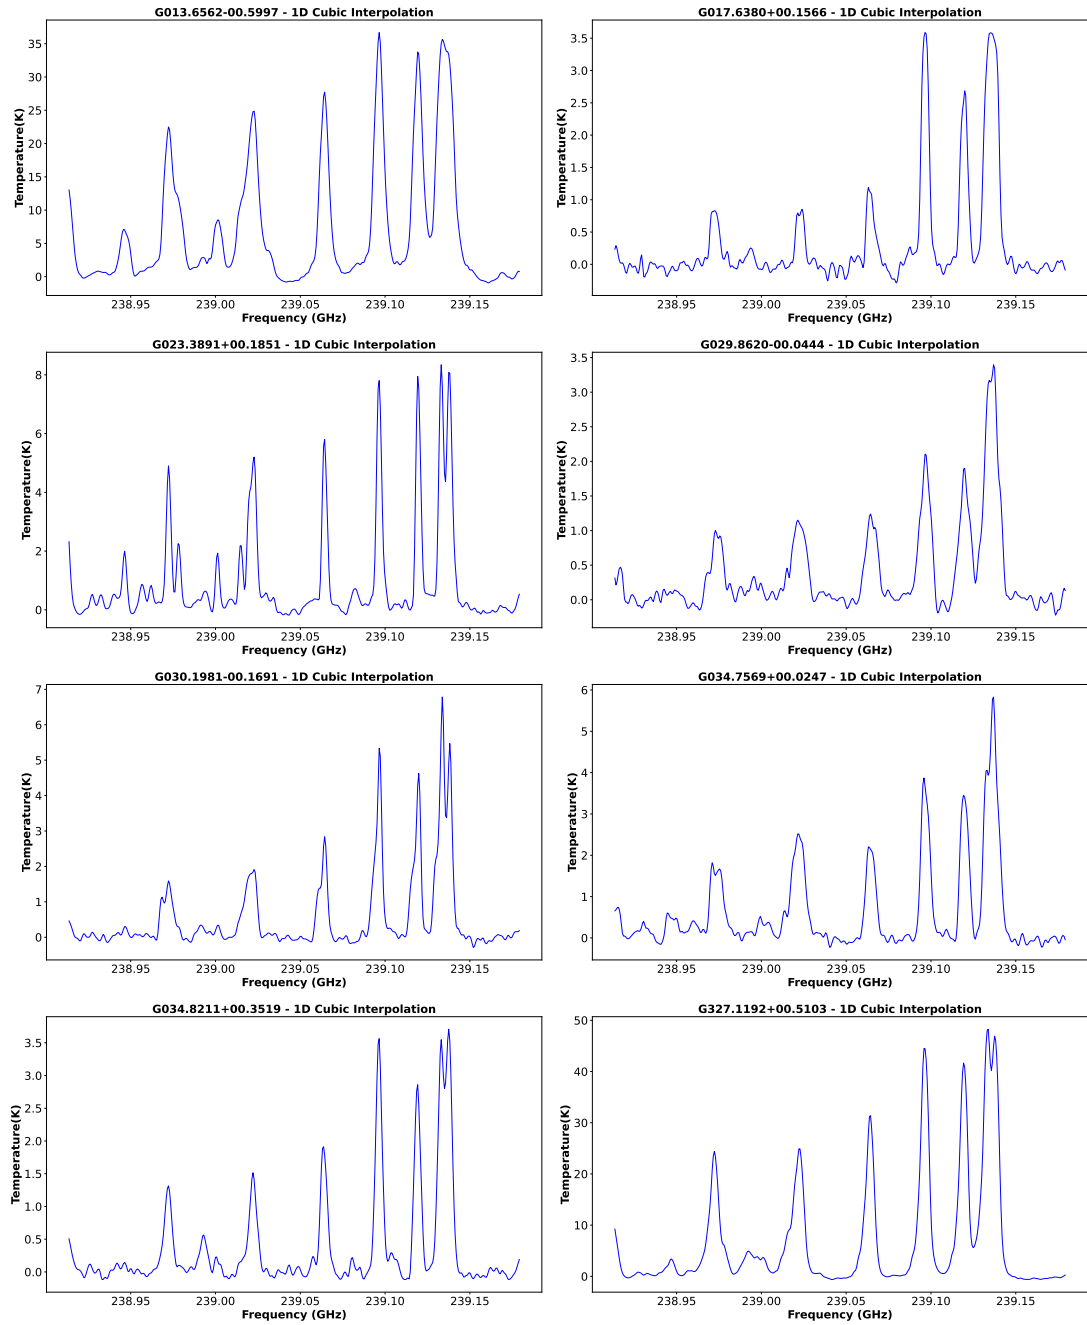 G013.6562-00.5997 - 1D Cubic Interpolation
Temperature(K)
35
30
25
20
15
10
5
0
238.95 239.00 239.05 239.10 239.15
Frequency (GHz)
G017.6380+00.1566 - 1D Cubic Interpolation
Temperature(K)
3.5
3.0
2.5
2.0
1.5
1.0
0.5
0.0
238.95 239.00 239.05 239.10 239.15
Frequency (GHz)
G023.3891+00.1851 - 1D Cubic Interpolation
Temperature(K)
8
6
4
2
0
238.95 239.00 239.05 239.10 239.15
Frequency (GHz)
G029.8620-00.0444 - 1D Cubic Interpolation
Temperature(K)
3.5
3.0
2.5
2.0
1.5
1.0
0.5
0.0
238.95 239.00 239.05 239.10 239.15
Frequency (GHz)
G030.1981-00.1691 - 1D Cubic Interpolation
Temperature(K)
7
6
5
4
3
2
1
0
238.95 239.00 239.05 239.10 239.15
Frequency (GHz)
G034.7569+00.0247 - 1D Cubic Interpolation
Temperature(K)
6
5
4
3
2
1
0
238.95 239.00 239.05 239.10 239.15
Frequency (GHz)
G034.8211+00.3519 - 1D Cubic Interpolation
Temperature(K)
3.5
3.0
2.5
2.0
1.5
1.0
0.5
0.0
238.95 239.00 239.05 239.10 239.15
Frequency (GHz)
G327.1192+00.5103 - 1D Cubic Interpolation
Temperature(K)
50
40
30
20
10
0
238.95 239.00 239.05 239.10 239.15
Frequency (GHz)